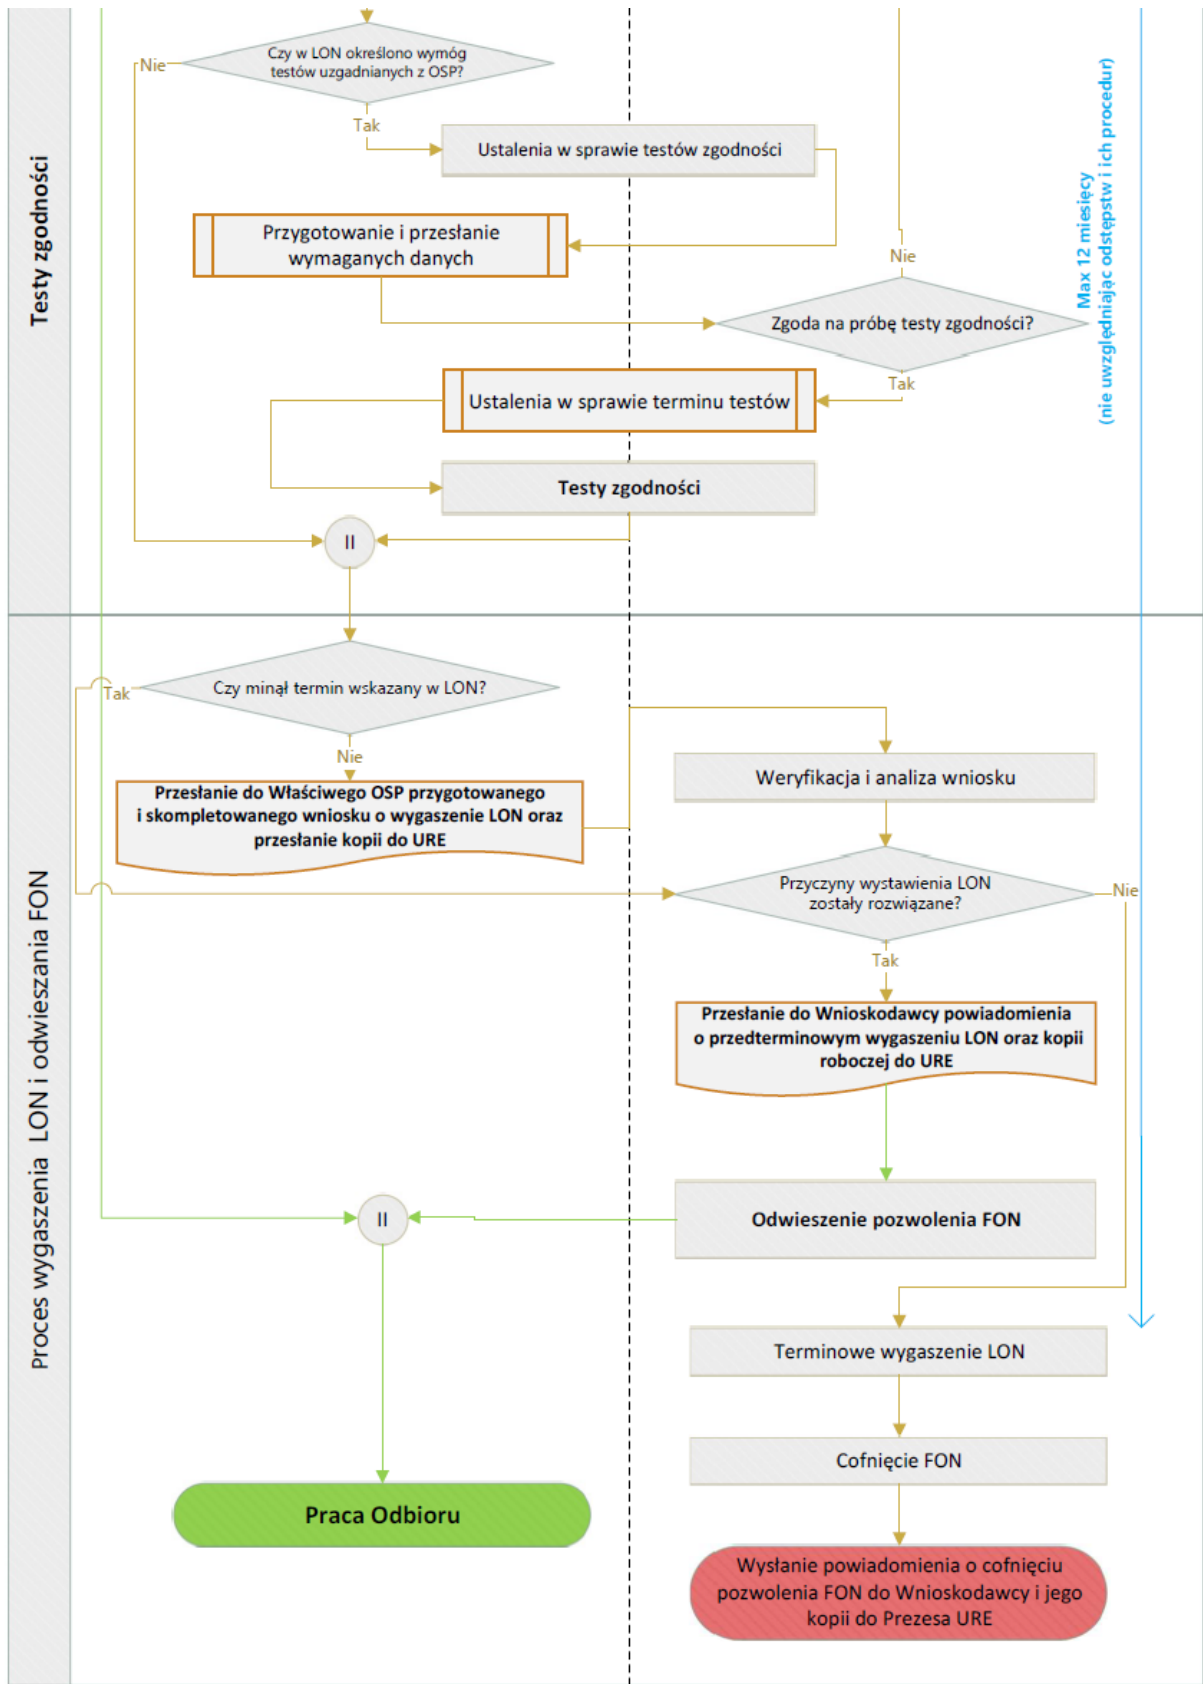 Testy zgodności
Czy w LON określono wymóg
testów uzgadnianych z OSP?
Nie
Tak
Ustalenia w sprawie testów zgodności
Przygotowanie i przesłanie
wymaganych danych
Nie
Zgoda na próbę testy zgodności?
Tak
Ustalenia w sprawie terminu testów
Testy zgodności
II
Max 12 miesięcy
(nie uwzględniając odstępstw i ich procedur)
Proces wygaszenia LON i odwieszania FON
Czy minął termin wskazany w LON?
Tak
Nie
Przesłanie do Właściwego OSP przygotowanego
i skompletowanego wniosku o wygaszenie LON oraz
przesłanie kopii do URE
Weryfikacja i analiza wniosku
Przyczyny wystawienia LON
zostały rozwiązane?
Nie
Tak
Przesłanie do Wnioskodawcy powiadomienia
o przedterminowym wygaszeniu LON oraz kopii
roboczej do URE
Odwieszenie pozwolenia FON
II
Terminowe wygaszenie LON
Cofnięcie FON
Praca Odbioru
Wysłanie powiadomienia o cofnięciu
pozwolenia FON do Wnioskodawcy i jego
kopii do Prezesa URE